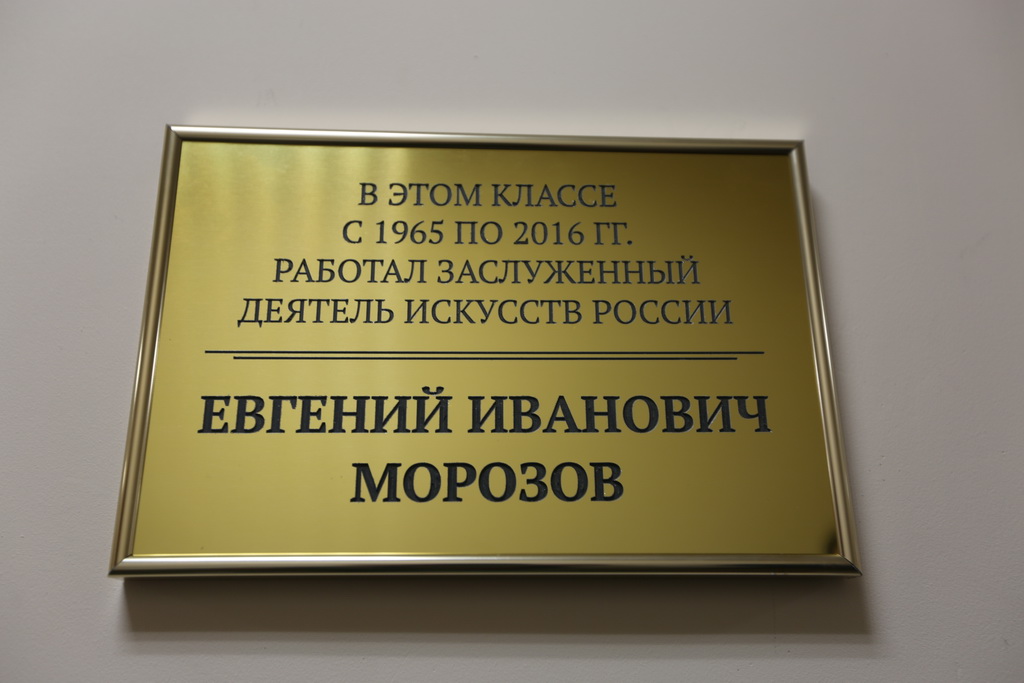 В ЭТОМ КЛАССЕ
С 1965 ПО 2016 ГГ.
РАБОТАЛ ЗАСЛУЖЕННЫЙ
ДЕЯТЕЛЬ ИСКУССТВ РОССИИ
ЕВГЕНИЙ ИВАНОВИЧ
МОРОЗОВ